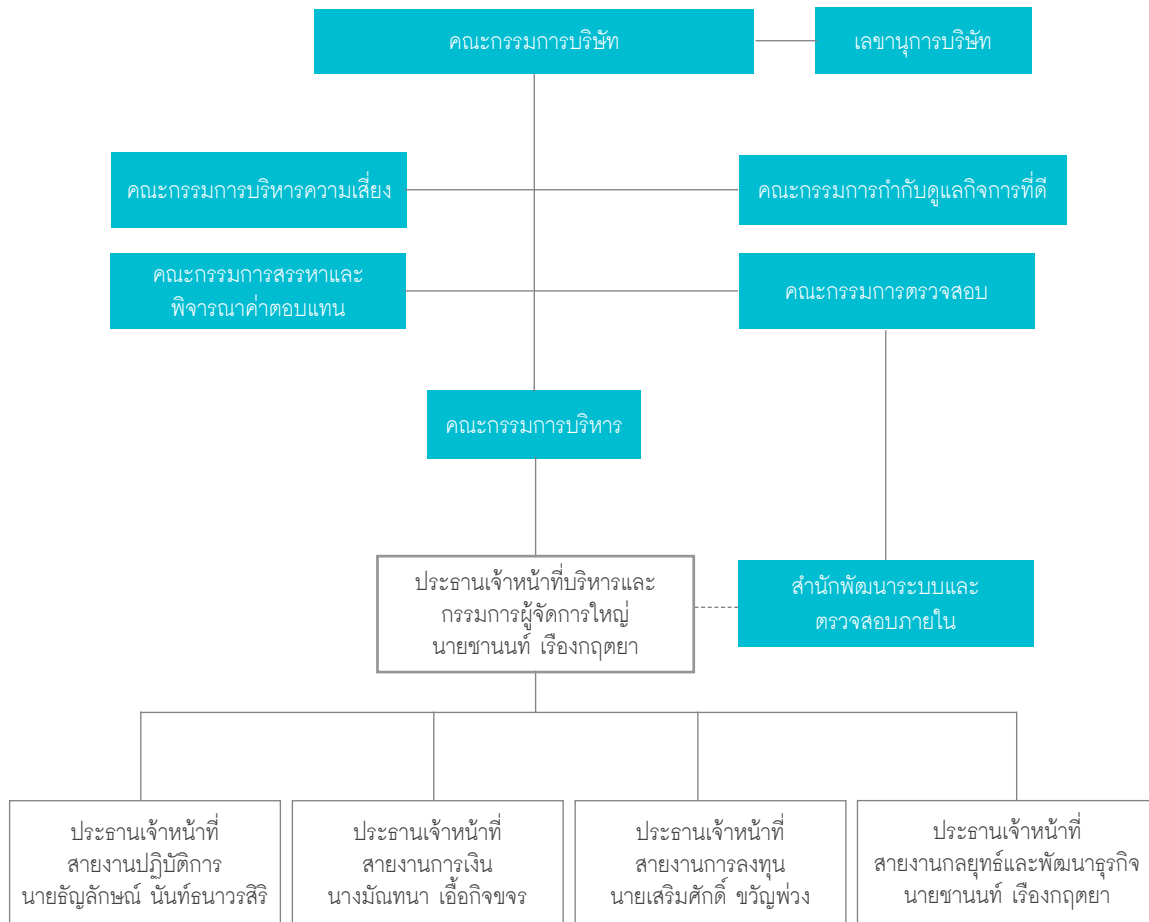 คณะกรรมการบริษัท
เลขานุการบริษัท
คณะกรรมการบริหารความเสี่ยง
คณะกรรมการกำกับดูแลกิจการที่ดี
คณะกรรมการสรรหาและ
พิจารณาค่าตอบแทน
คณะกรรมการตรวจสอบ
คณะกรรมการบริหาร
ประธานเจ้าหน้าที่บริหารและ
กรรมการผู้จัดการใหญ่
นายชานนท์ เรืองกฤตยา
สำนักพัฒนาระบบและ
ตรวจสอบภายใน
ประธานเจ้าหน้าที่
สายงานปฏิบัติการ
นายธัญลักษณ์ นันท์ธนาวรสิริ
ประธานเจ้าหน้าที่
สายงานการเงิน
นางมัณทนา เอื้อกิจขจร
ประธานเจ้าหน้าที่
สายงานการลงทุน
นายเสริมศักดิ์ ขวัญพ่วง
ประธานเจ้าหน้าที่
สายงานกลยุทธ์และพัฒนาธุรกิจ
นายชานนท์ เรืองกฤตยา